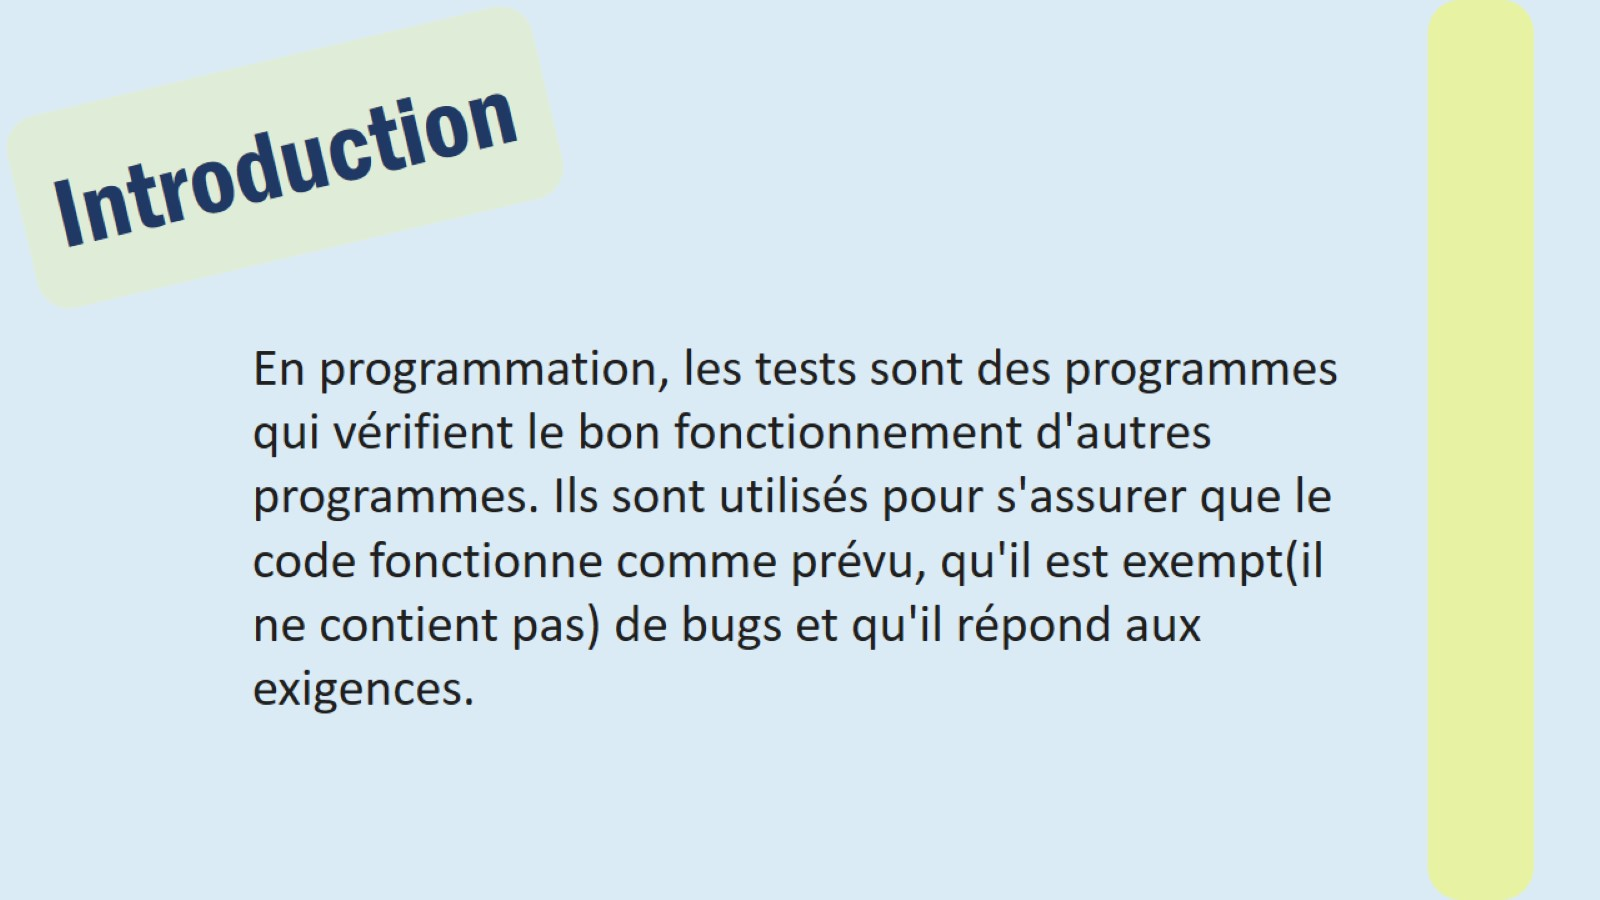 Introduction
En programmation, les tests sont des programmes
qui vérifient le bon fonctionnement d'autres
programmes. Ils sont utilisés pour s'assurer que le
code fonctionne comme prévu, qu'il est exempt(il
ne contient pas) de bugs et qu'il répond aux
exigences.